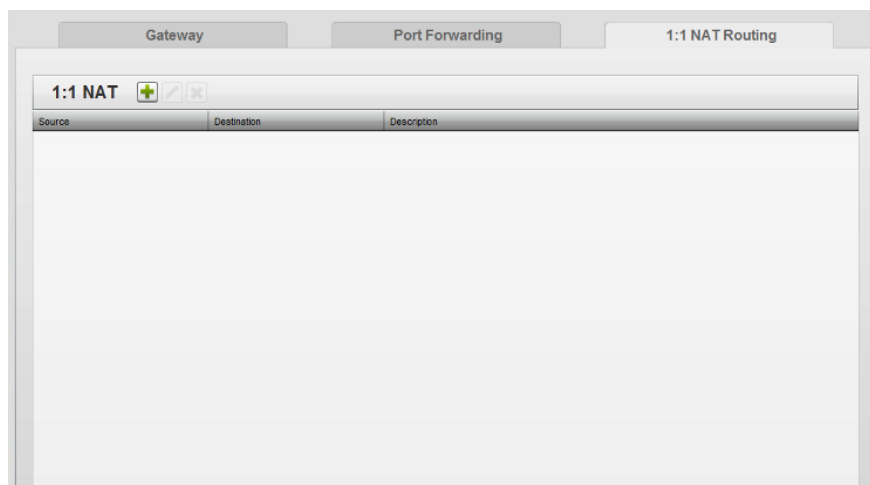 Gateway Port Forwarding 1:1 NAT Routing
1:1 NAT
Source Destination Description